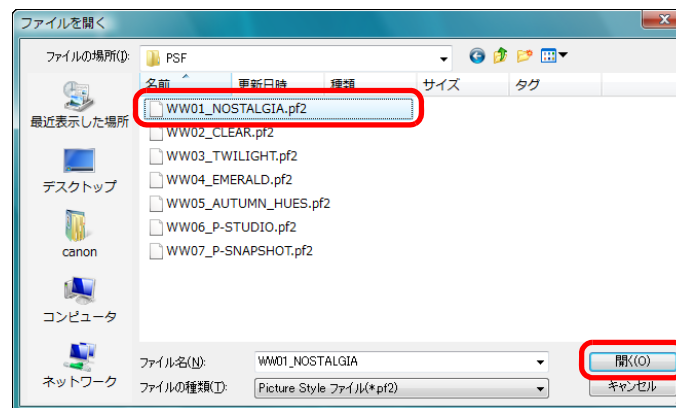 ファイルを開く
ファイルの場所(I):
PSF
名前
更新日時
種類
サイズ
タグ
WW01_NOSTALGIA.pf2
WW02_CLEAR.pf2
WW03_TWILIGHT.pf2
WW04_EMERALD.pf2
WW05_AUTUMN_HUES.pf2
WW06_P-STUDIO.pf2
WW07_P-SNAPSHOT.pf2
最近表示した場所
デスクトップ
canon
コンピュータ
ネットワーク
ファイル名(N):
WW01_NOSTALGIA
開く(O)
ファイルの種類(T):
Picture Style ファイル(*pf2)
キャンセル